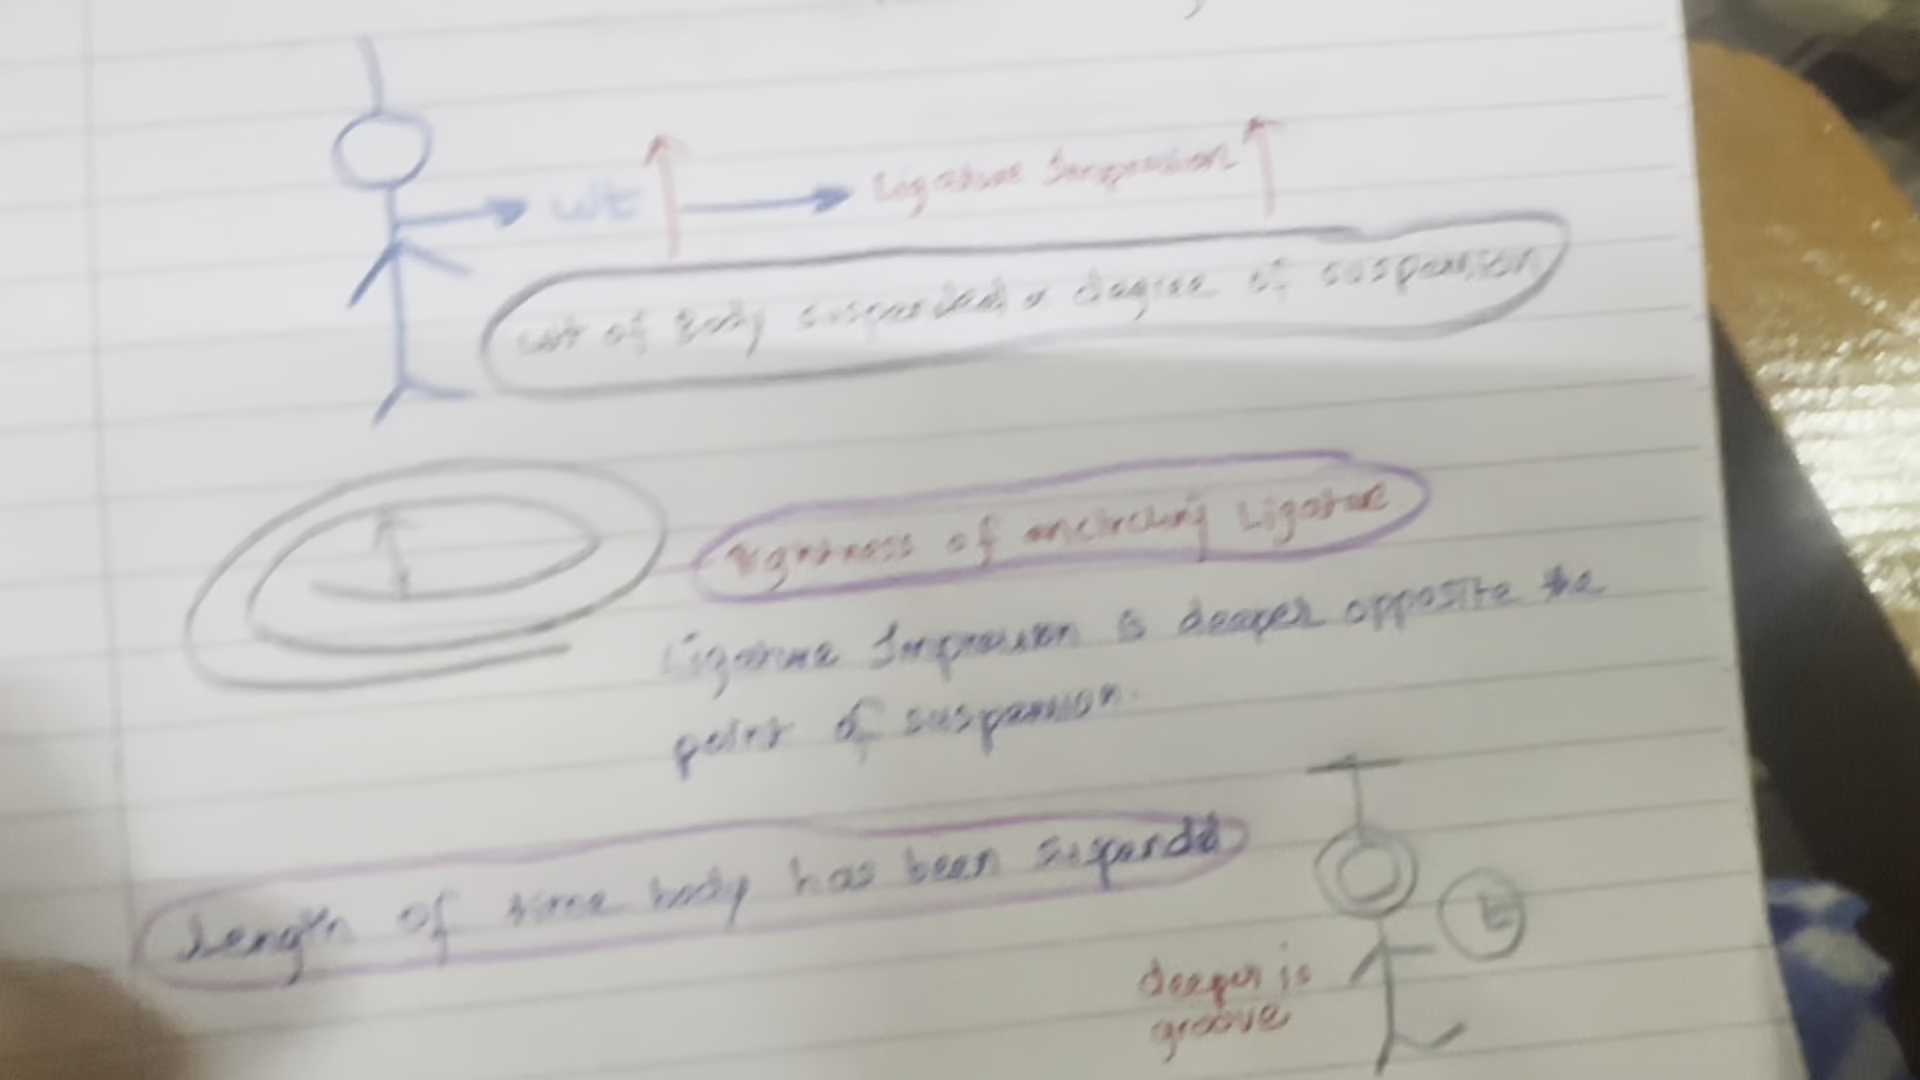 wt
Ligature Impression
wt of Body suspended & degree of suspension
Tightness of encircling Ligature
Ligature Impression is deeper opposite the
point of suspension.
Length of time body has been suspended
deeper is
groove